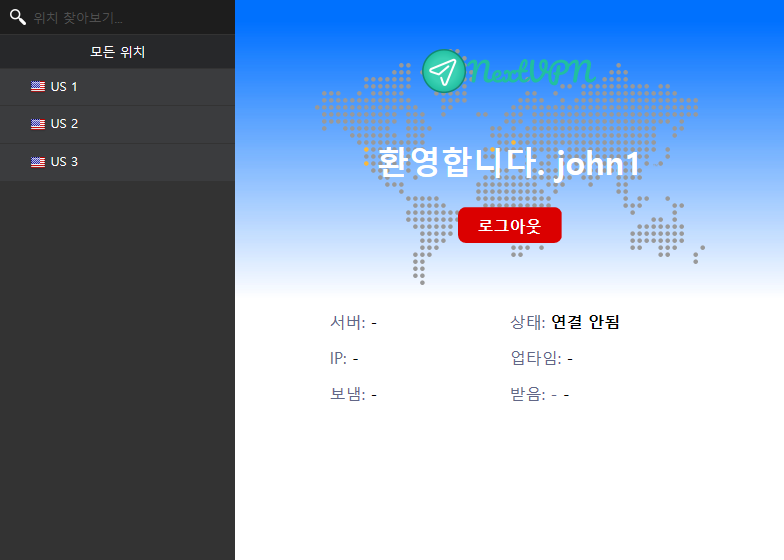 위치 찾아보기...
모든 위치
US 1
US 2
US 3
NextVPN
환영합니다. john1
로그아웃
서버: -
상태: 연결 안됨
IP: -
업타임: -
보냄: -
받음: - -